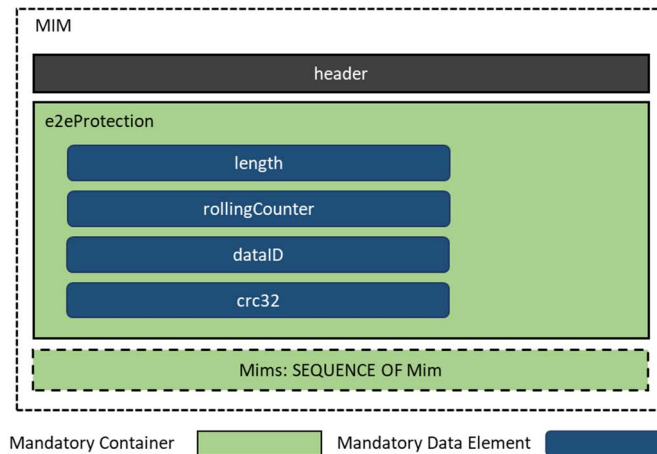 MIM
header
e2eProtection
length
rollingCounter
dataID
crc32
Mims: SEQUENCE OF Mim
Mandatory Container
Mandatory Data Element